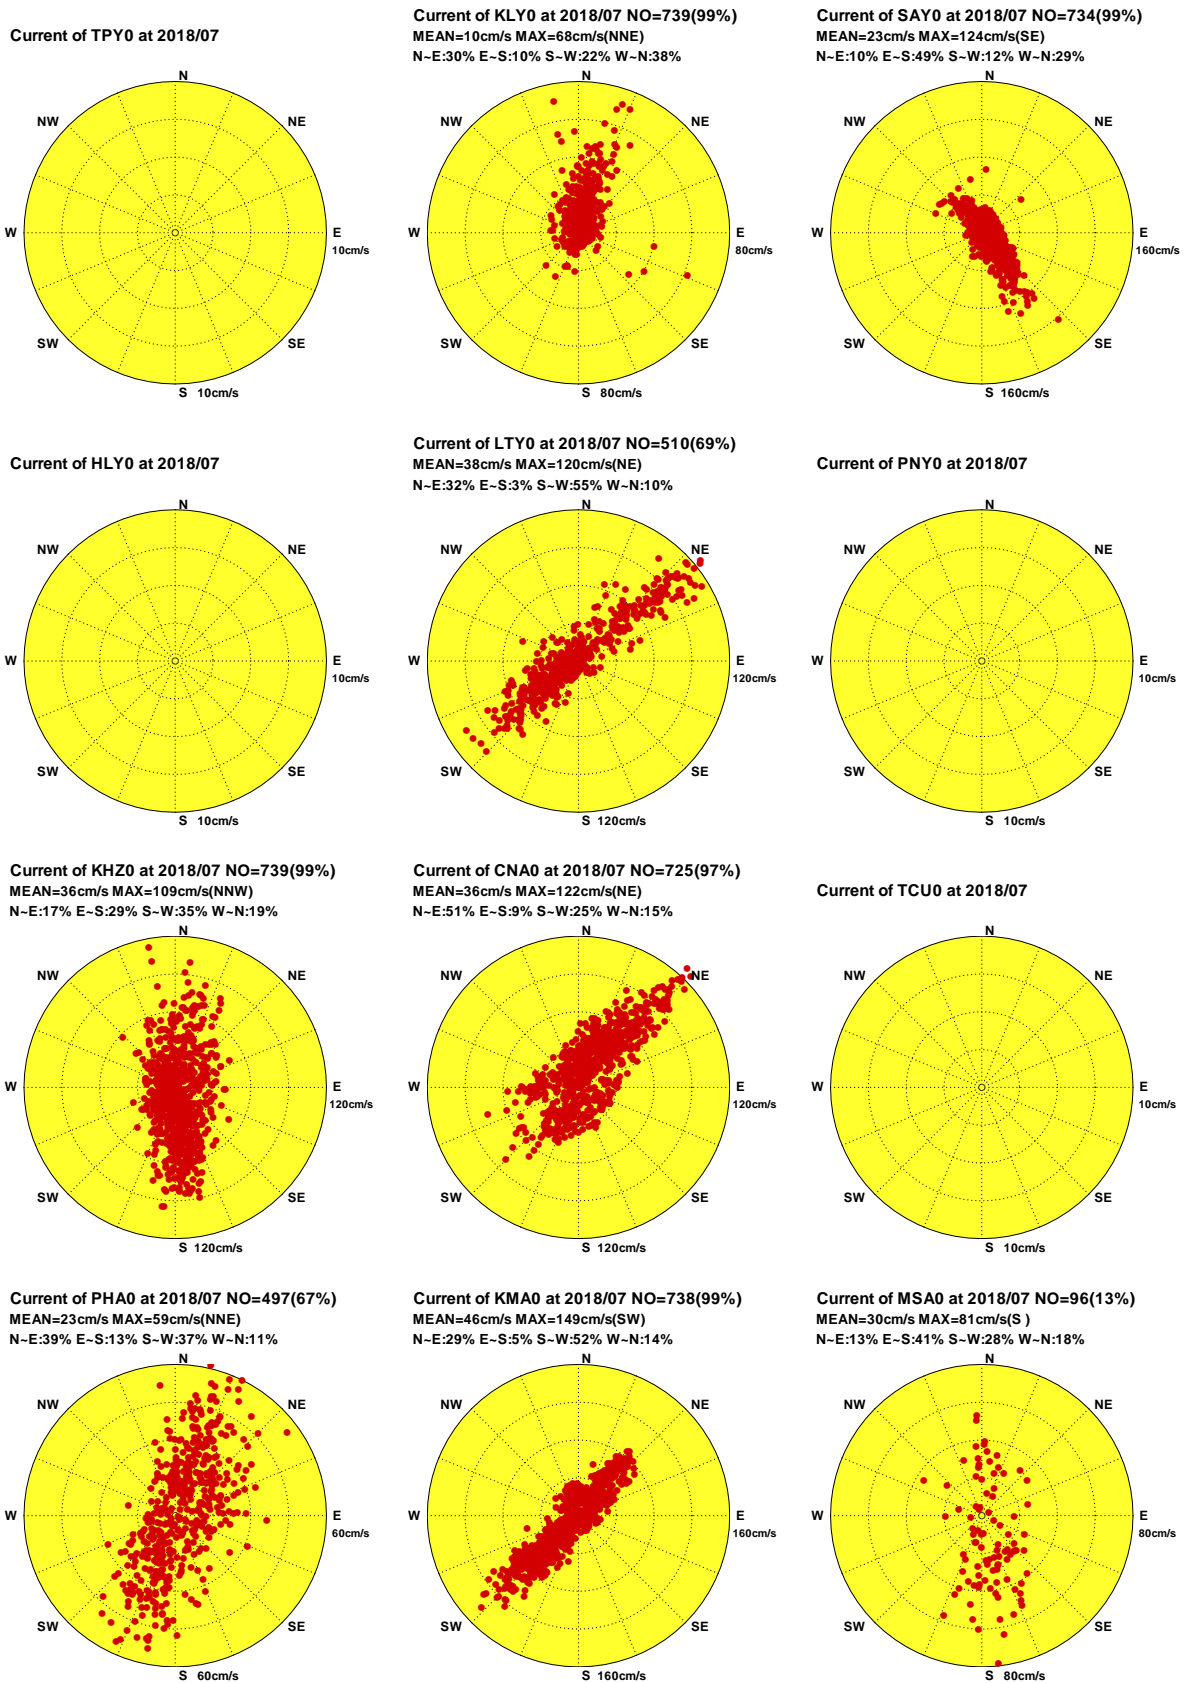 Current of TPY0 at 2018/07
N
NW
NE
W
E
10cm/s
SW
SE
S 10cm/s
Current of KLY0 at 2018/07 NO=739(99%)
MEAN=10cm/s MAX=68cm/s(NNE)
N~E:30% E~S:10% S~W:22% W~N:38%
N
NW
NE
W
E
80cm/s
SW
SE
S 80cm/s
Current of SAY0 at 2018/07 NO=734(99%)
MEAN=23cm/s MAX=124cm/s(SE)
N~E:10% E~S:49% S~W:12% W~N:29%
N
NW
NE
W
E
160cm/s
SW
SE
S 160cm/s
Current of HLY0 at 2018/07
N
NW
NE
W
E
10cm/s
SW
SE
S 10cm/s
Current of LTY0 at 2018/07 NO=510(69%)
MEAN=38cm/s MAX=120cm/s(NE)
N~E:32% E~S:3% S~W:55% W~N:10%
N
NW
NE
W
E
120cm/s
SW
SE
S 120cm/s
Current of PNY0 at 2018/07
N
NW
NE
W
E
10cm/s
SW
SE
S 10cm/s
Current of KHZ0 at 2018/07 NO=739(99%)
MEAN=36cm/s MAX=109cm/s(NNW)
N~E:17% E~S:29% S~W:35% W~N:19%
N
NW
NE
W
E
120cm/s
SW
SE
S 120cm/s
Current of CNA0 at 2018/07 NO=725(97%)
MEAN=36cm/s MAX=122cm/s(NE)
N~E:51% E~S:9% S~W:25% W~N:15%
N
NW
NE
W
E
120cm/s
SW
SE
S 120cm/s
Current of TCU0 at 2018/07
N
NW
NE
W
E
10cm/s
SW
SE
S 10cm/s
Current of PHA0 at 2018/07 NO=497(67%)
MEAN=23cm/s MAX=59cm/s(NNE)
N~E:39% E~S:13% S~W:37% W~N:11%
N
NW
NE
W
E
60cm/s
SW
SE
S 60cm/s
Current of KMA0 at 2018/07 NO=738(99%)
MEAN=46cm/s MAX=149cm/s(SW)
N~E:29% E~S:5% S~W:52% W~N:14%
N
NW
NE
W
E
160cm/s
SW
SE
S 160cm/s
Current of MSA0 at 2018/07 NO=96(13%)
MEAN=30cm/s MAX=81cm/s(S )
N~E:13% E~S:41% S~W:28% W~N:18%
N
NW
NE
W
E
80cm/s
SW
SE
S 80cm/s